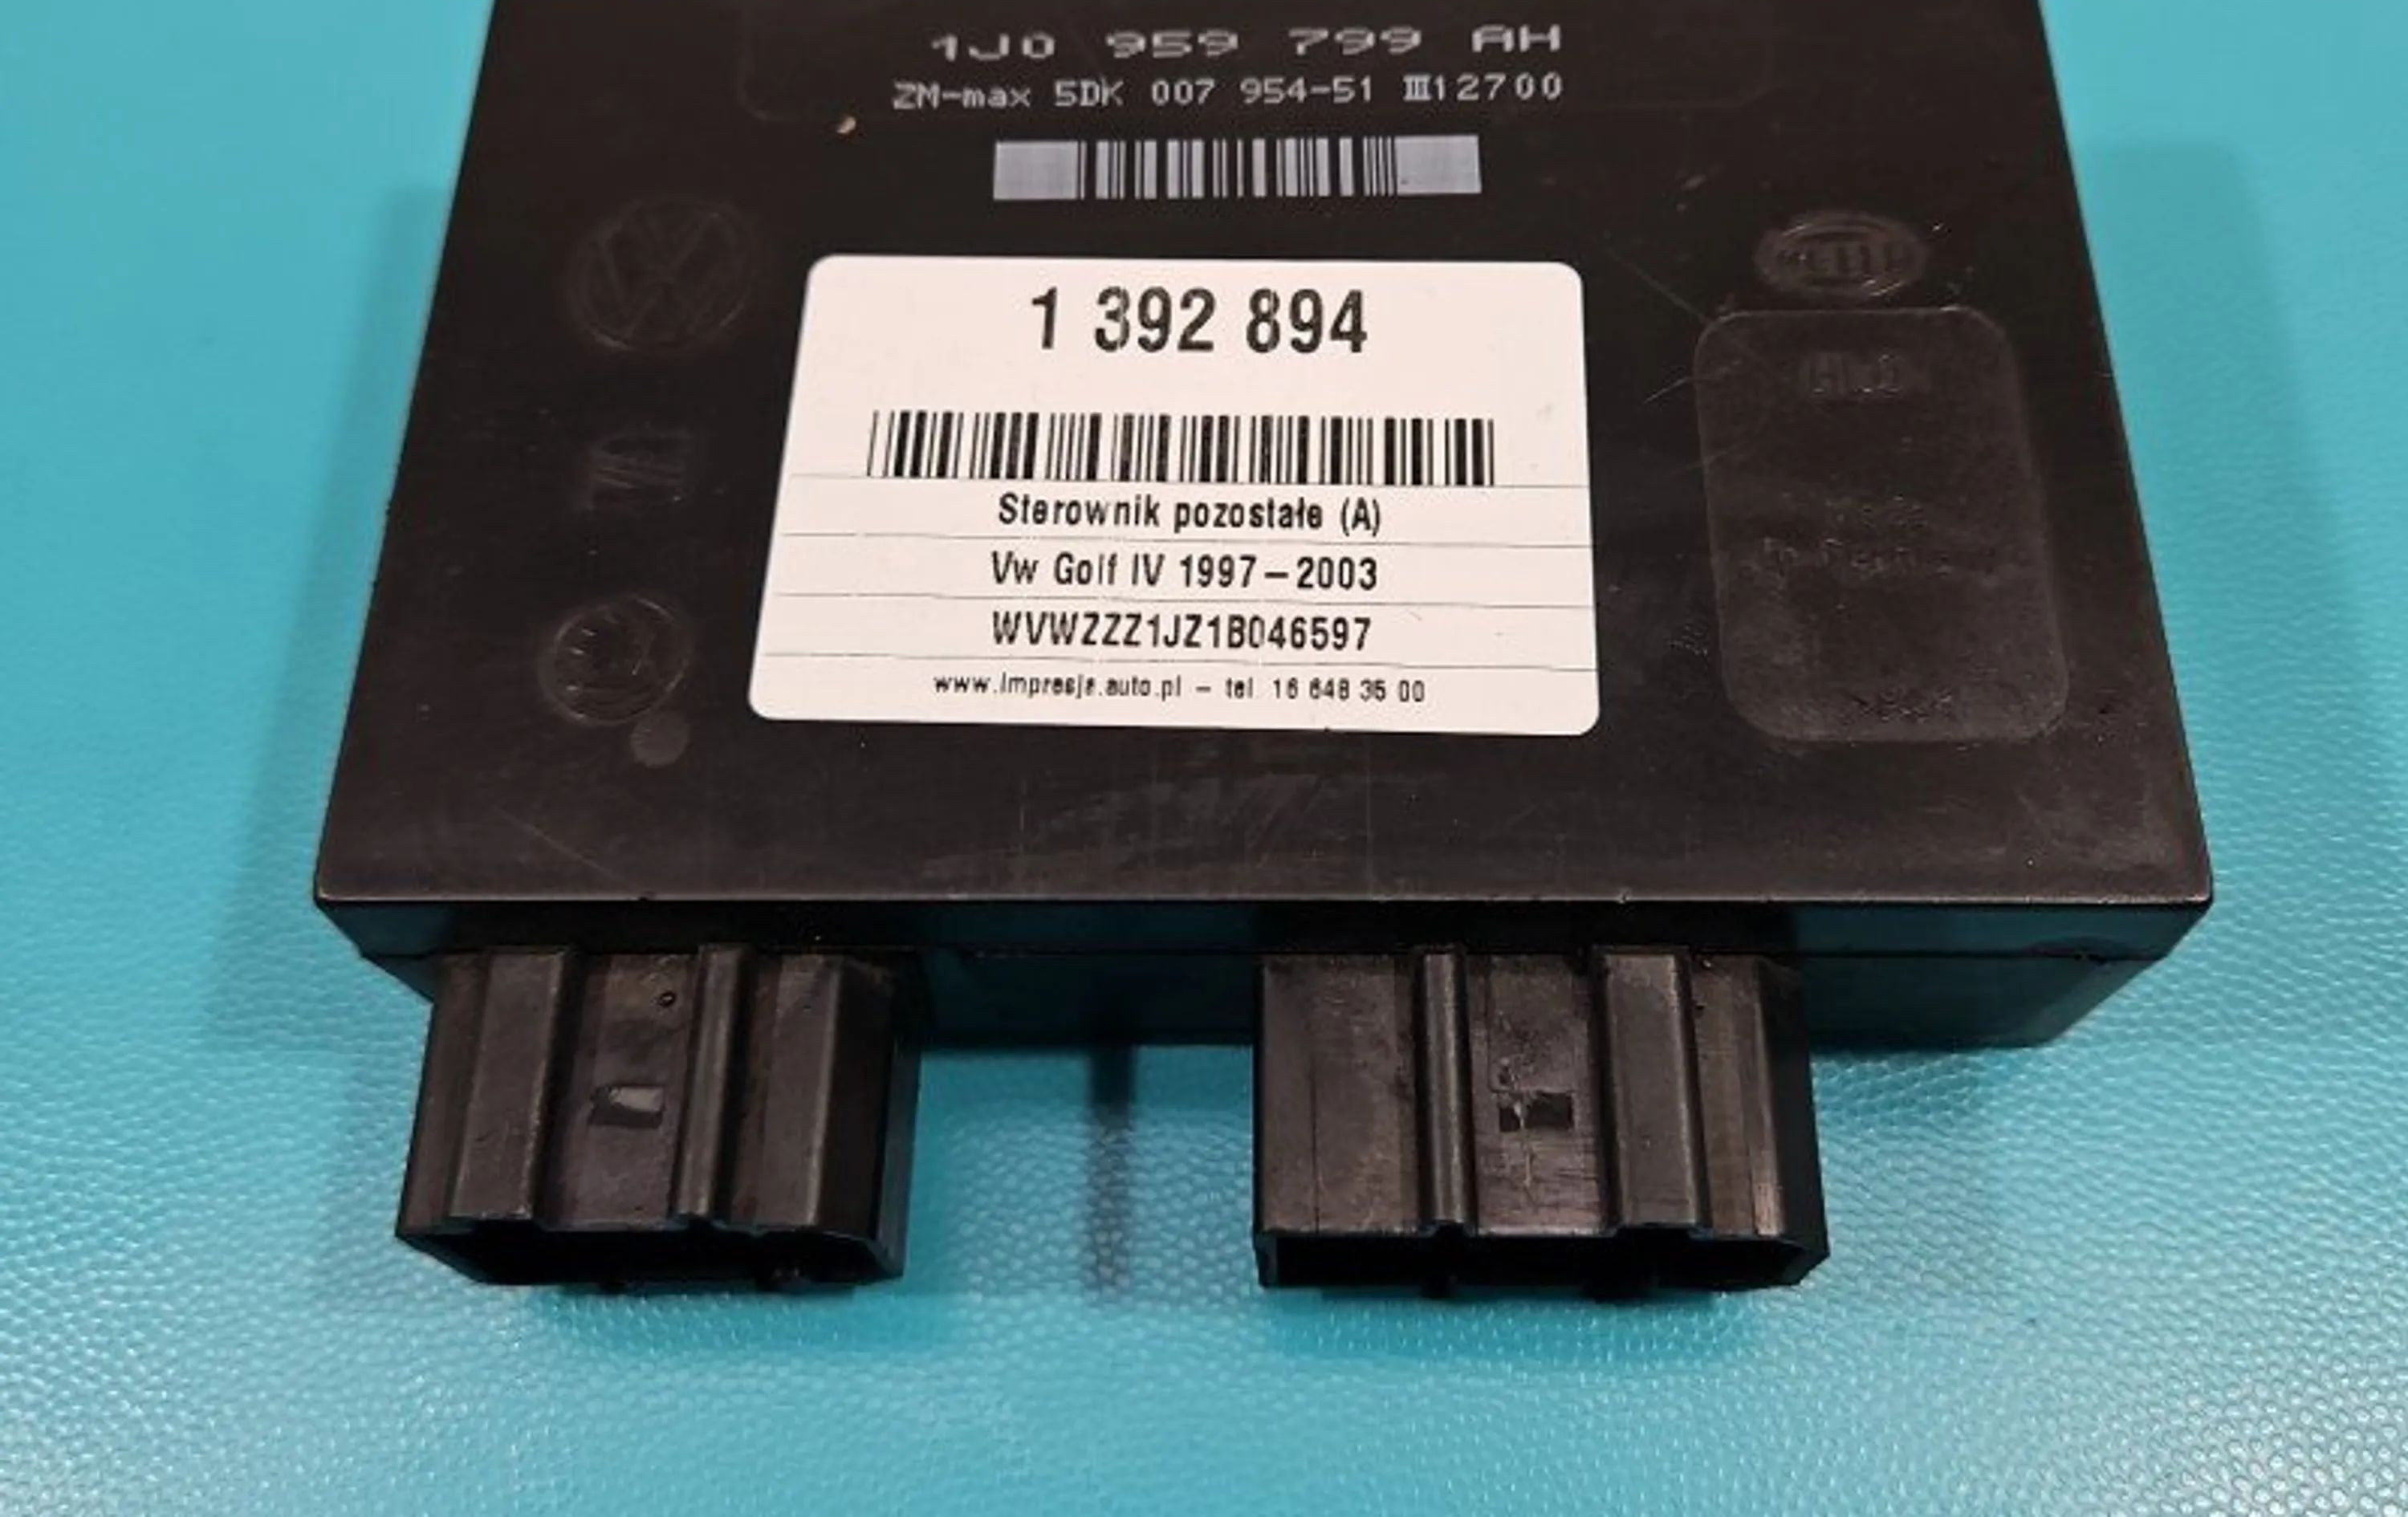 1J0 959 799 AH
ZM-max 5DK 007 954-51 III12700
1 392 894
Sterownik pozostałe (A)
Vw Golf IV 1997-2003
WVWZZZ1JZ1B046597
www.impresja.auto.pl - tel 16 648 35 00